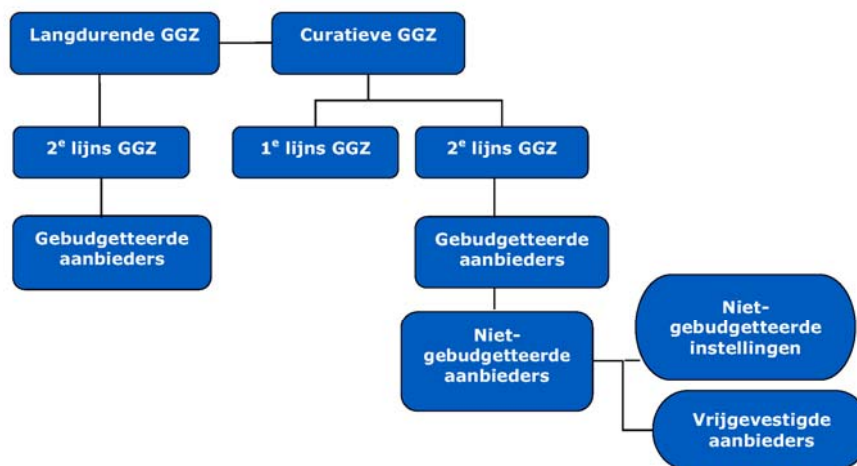 Langdurende GGZ
Curatieve GGZ
2e lijns GGZ
1e lijns GGZ
2e lijns GGZ
Gebudgetteerde
aanbieders
Gebudgetteerde
aanbieders
Niet-
gebudgetteerde
aanbieders
Niet-
gebudgetteerde
instellingen
Vrijgevestigde
aanbieders